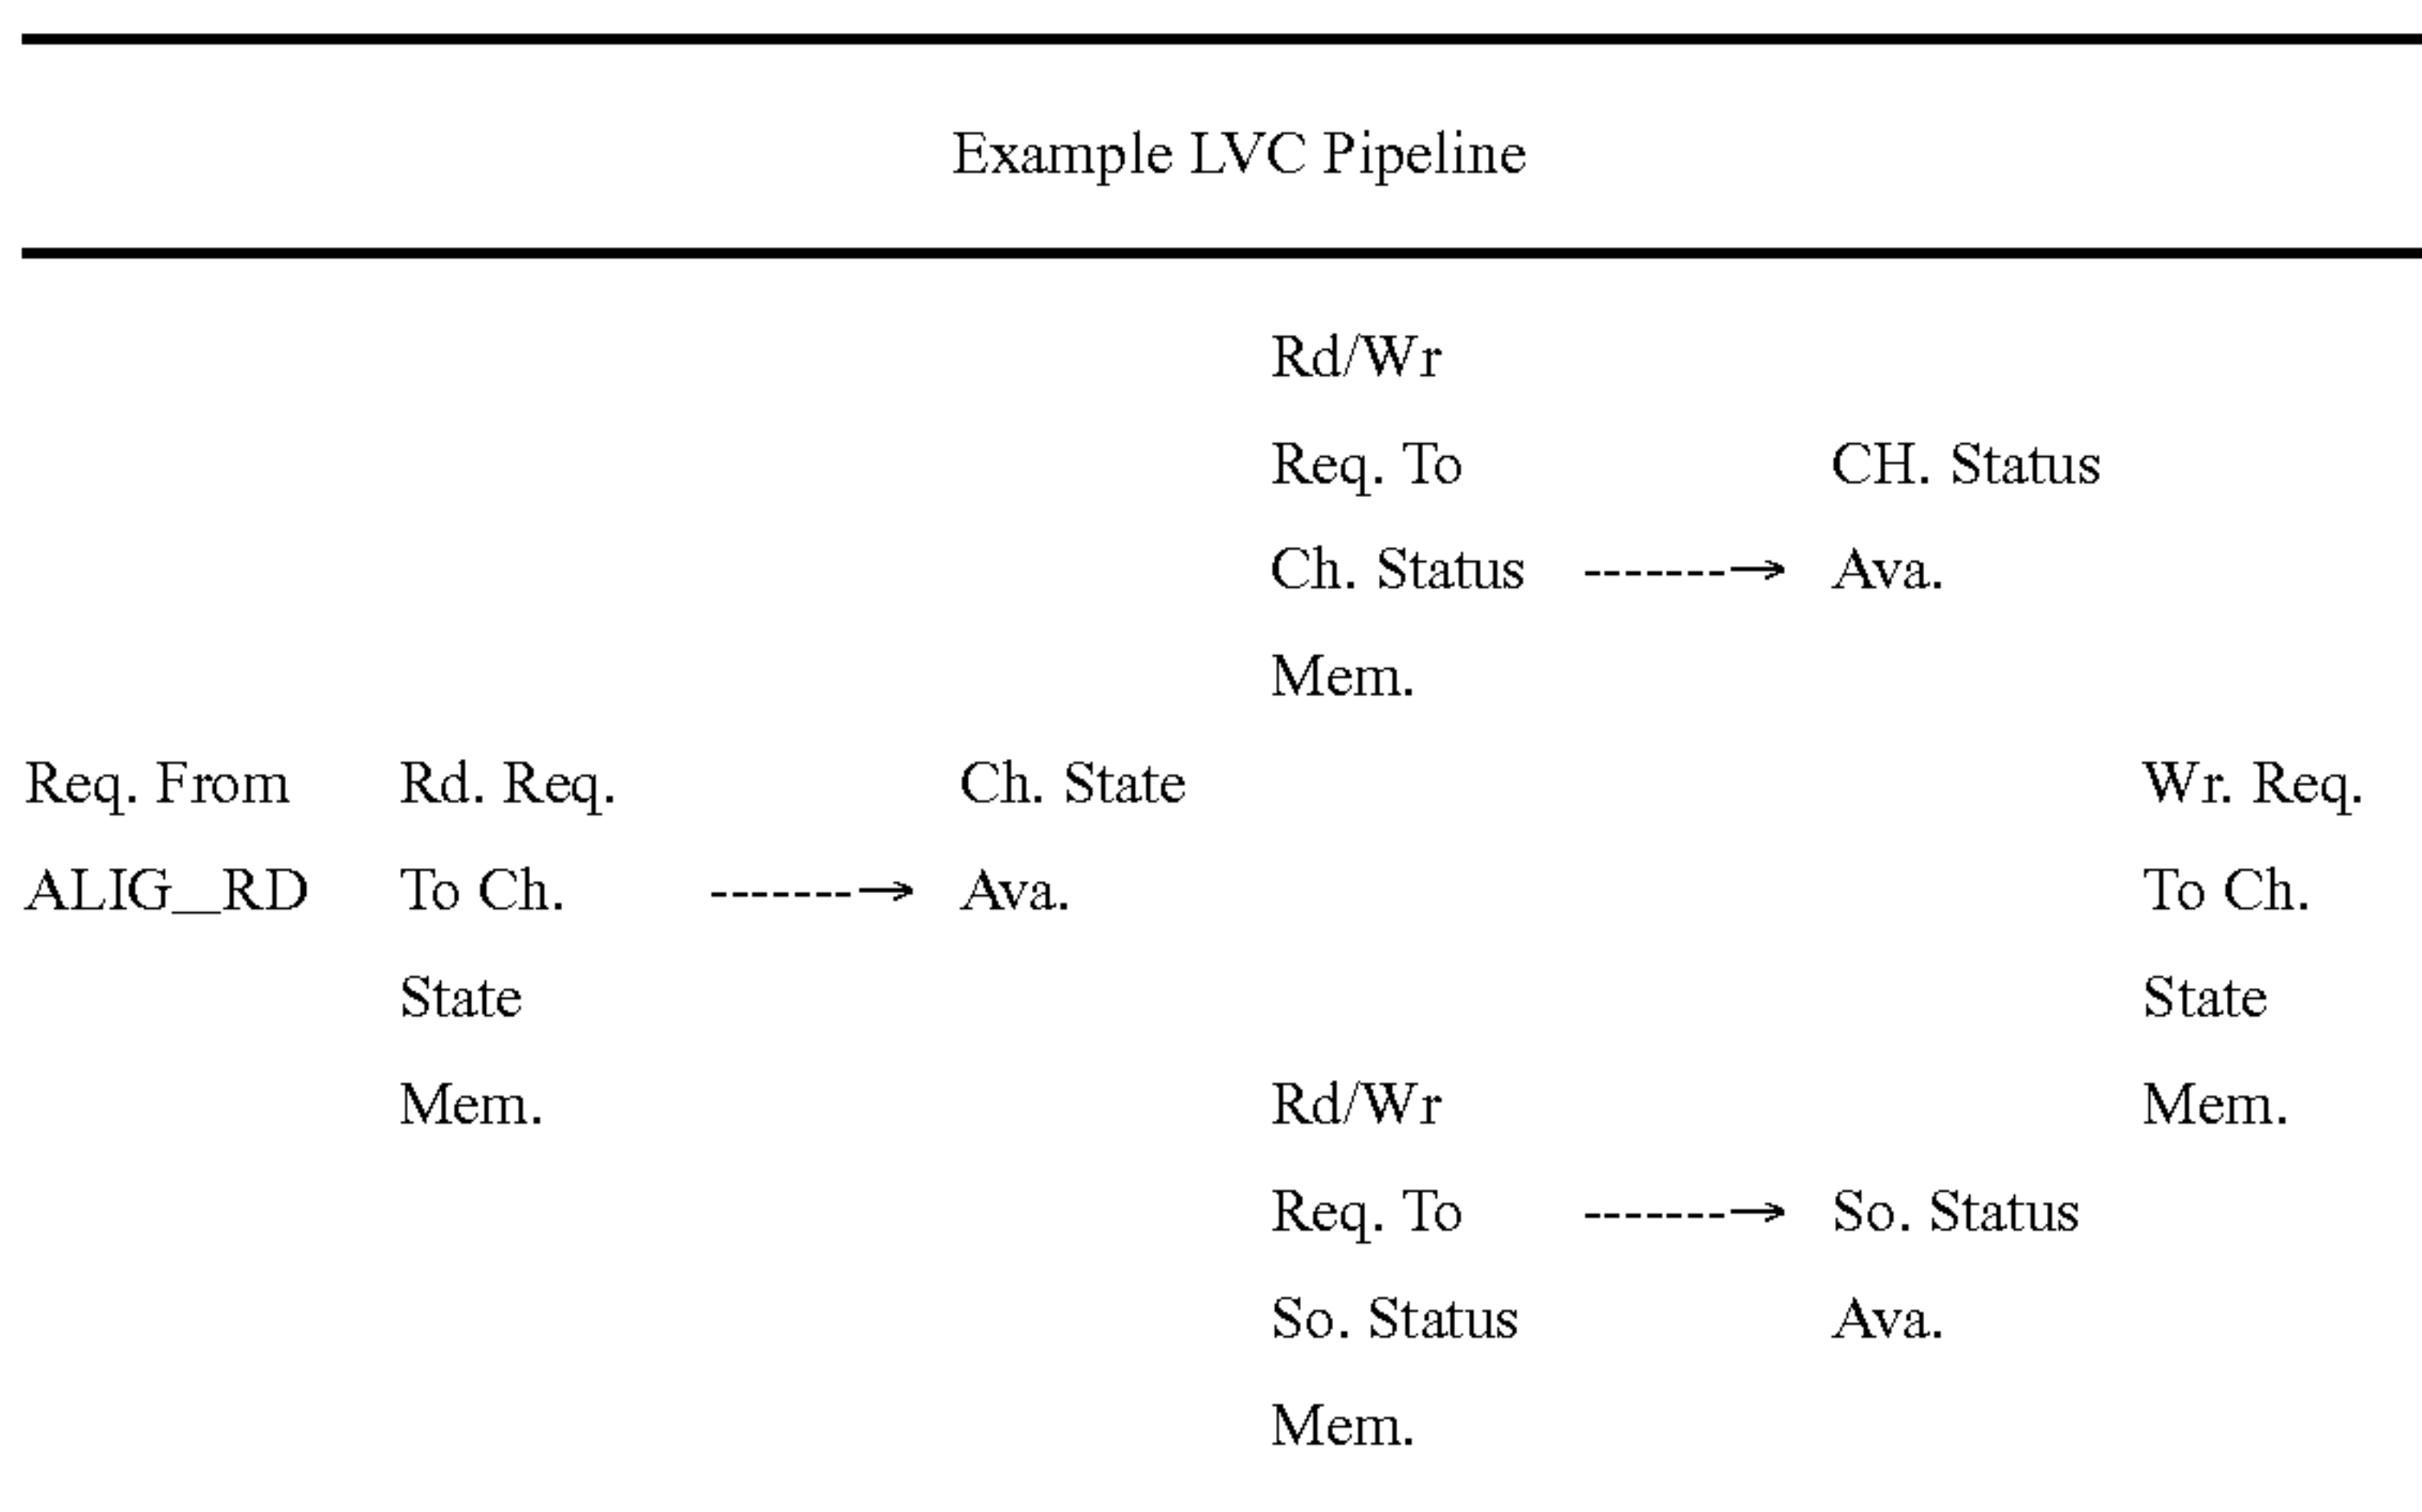 Example LVC Pipeline
Rd/Wr
Req. To CH. Status
Ch. Status -------→ Ava.
Mem.
Req. From Rd. Req. Ch. State Wr. Req.
ALIG__RD To Ch. -------→ Ava. To Ch.
State State
Mem. Rd/Wr Mem.
Req. To -------→ So. Status
So. Status Ava.
Mem.